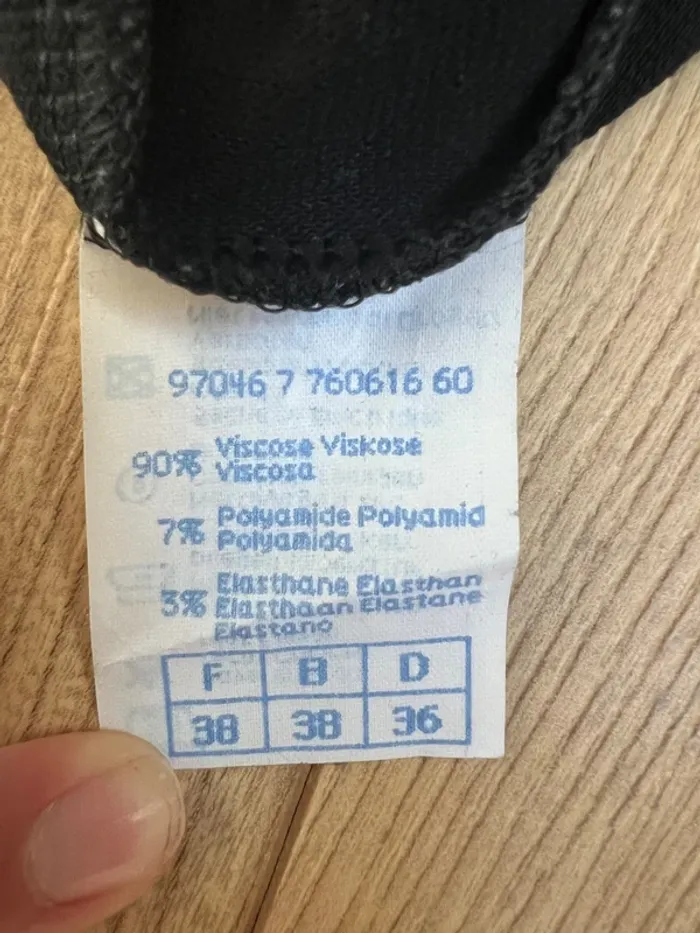 97046 7 760616 60
90% Viscose Viskose
Viscosa
7% Polyamide Polyamid
Polyamida
3% Elasthane Elasthan
Elasthaan Elastane
Elastano
F B D
38 38 36